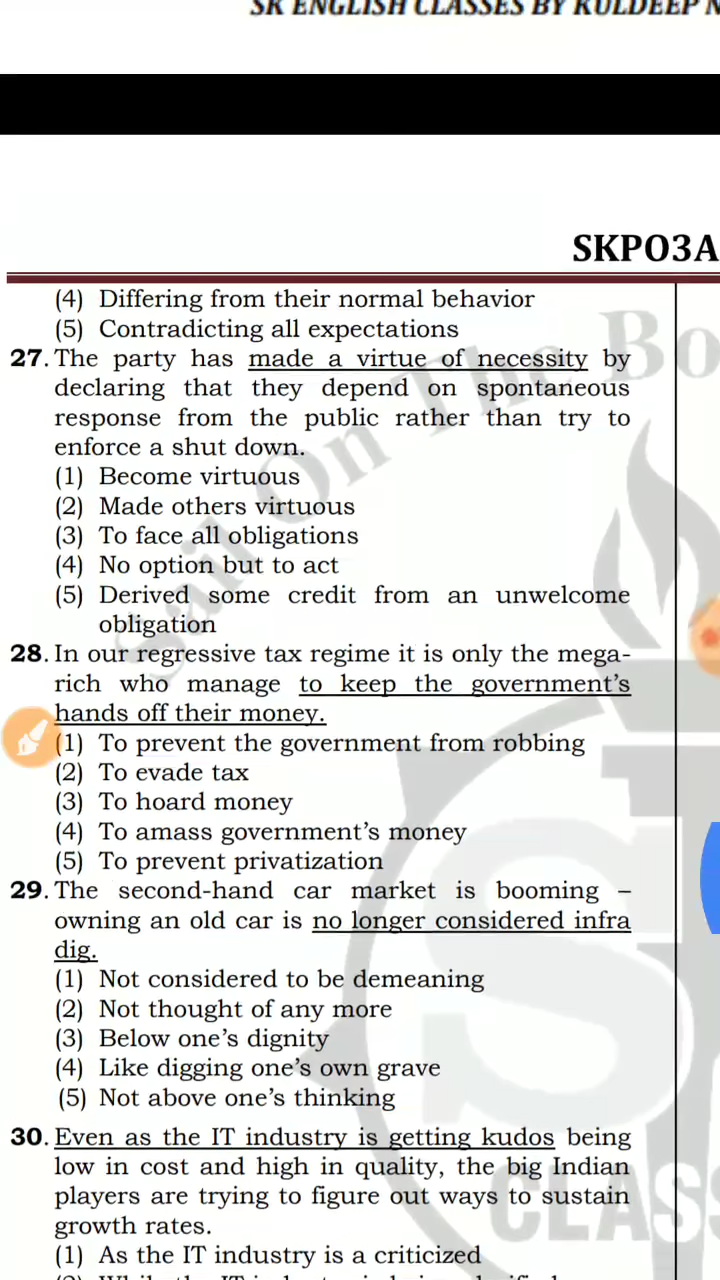 SK ENGLISH CLASSES BY KULDEEP
SKPO3A
(4) Differing from their normal behavior
(5) Contradicting all expectations
27. The party has made a virtue of necessity by
declaring that they depend on spontaneous
response from the public rather than try to
enforce a shut down.
(1) Become virtuous
(2) Made others virtuous
(3) To face all obligations
(4) No option but to act
(5) Derived some credit from an unwelcome
obligation
28. In our regressive tax regime it is only the mega-
rich who manage to keep the government's
hands off their money.
(1) To prevent the government from robbing
(2) To evade tax
(3) To hoard money
(4) To amass government's money
(5) To prevent privatization
29. The second-hand car market is booming –
owning an old car is no longer considered infra
dig.
(1) Not considered to be demeaning
(2) Not thought of any more
(3) Below one's dignity
(4) Like digging one's own grave
(5) Not above one's thinking
30. Even as the IT industry is getting kudos being
low in cost and high in quality, the big Indian
players are trying to figure out ways to sustain
growth rates.
(1) As the IT industry is a criticized
Sail On The Bo
CLASS